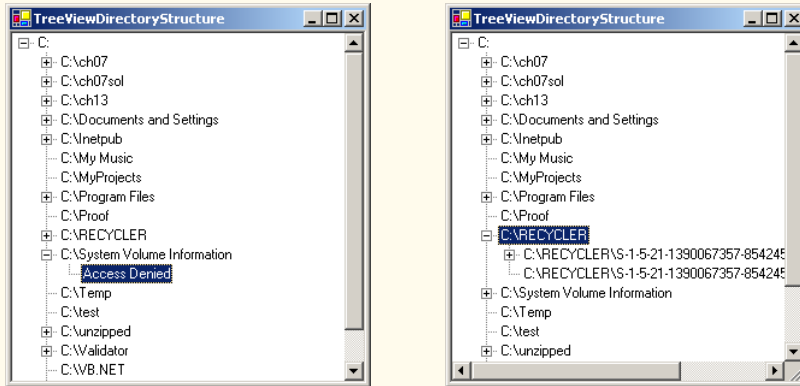 TreeViewDirectoryStructure
C:
C:\ch07
C:\ch07sol
C:\ch13
C:\Documents and Settings
C:\Inetpub
C:\My Music
C:\MyProjects
C:\Program Files
C:\Proof
C:\RECYCLER
C:\System Volume Information
Access Denied
C:\Temp
C:\test
C:\unzipped
C:\Validator
C:\VB.NET
TreeViewDirectoryStructure
C:
C:\ch07
C:\ch07sol
C:\ch13
C:\Documents and Settings
C:\Inetpub
C:\My Music
C:\MyProjects
C:\Program Files
C:\Proof
C:\RECYCLER
C:\RECYCLER\S-1-5-21-1390067357-854245
C:\RECYCLER\S-1-5-21-1390067357-854245
C:\System Volume Information
C:\Temp
C:\test
C:\unzipped